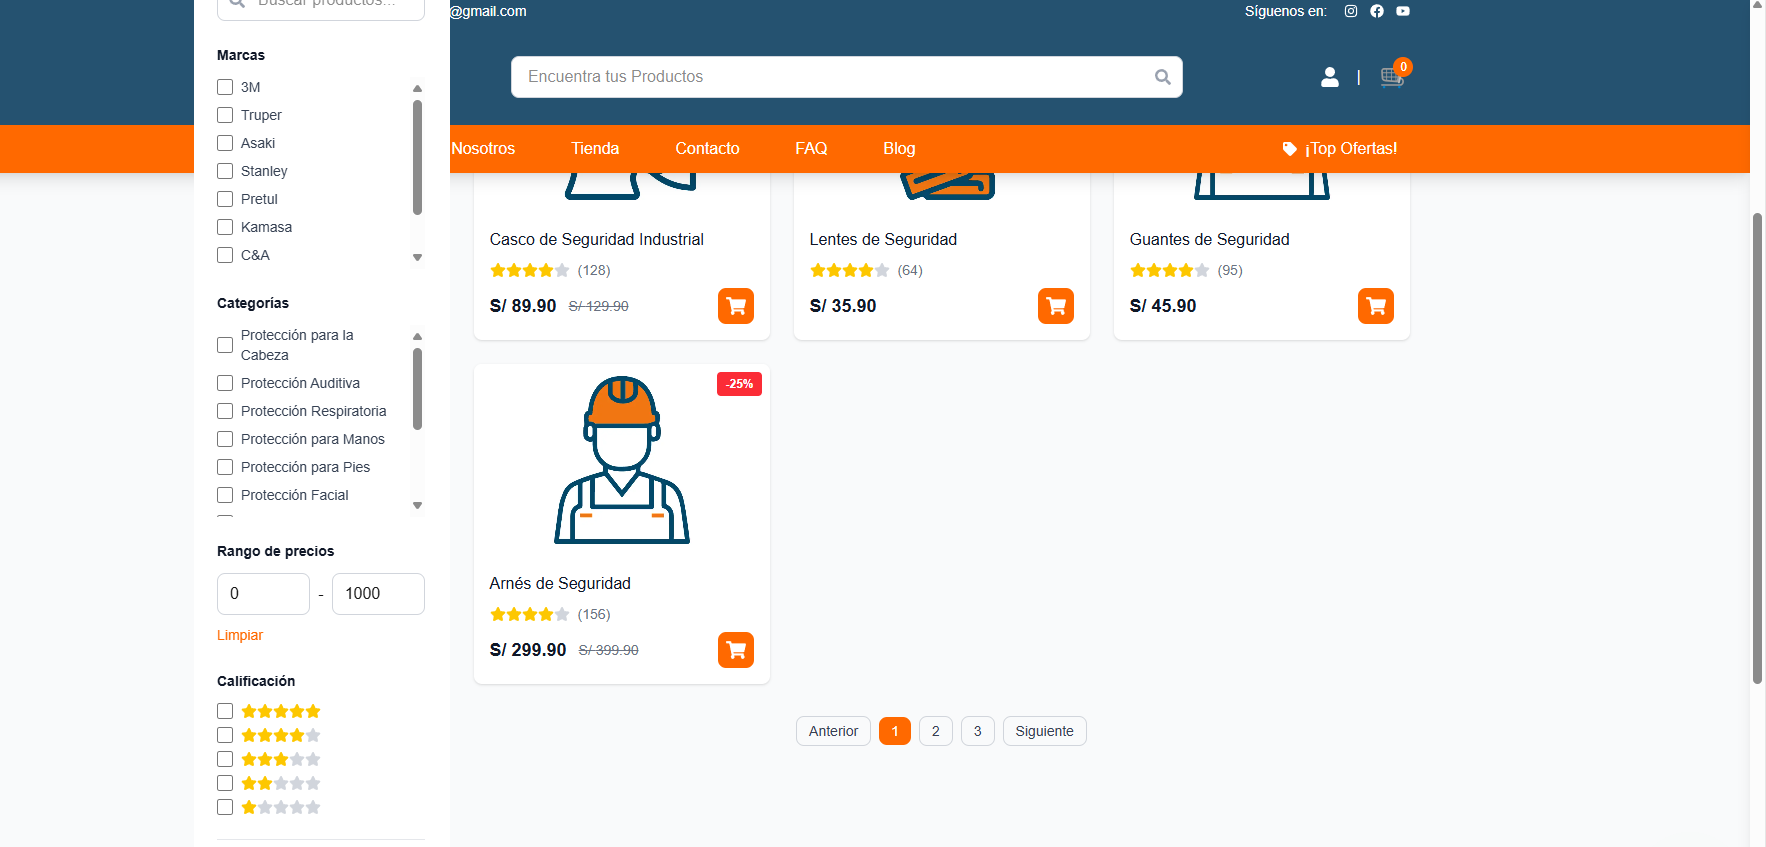 Buscar productos...
@gmail.com
Síguenos en:
Encuentra tus Productos
|
0
Nosotros
Tienda
Contacto
FAQ
Blog
¡Top Ofertas!
Marcas
3M
Truper
Asaki
Stanley
Pretul
Kamasa
C&A
Categorías
Protección para la
Cabeza
Protección Auditiva
Protección Respiratoria
Protección para Manos
Protección para Pies
Protección Facial
Rango de precios
0 - 1000
Limpiar
Calificación
Casco de Seguridad Industrial
(128)
S/ 89.90 S/ 129.90
Lentes de Seguridad
(64)
S/ 35.90
Guantes de Seguridad
(95)
S/ 45.90
-25%
Arnés de Seguridad
(156)
S/ 299.90 S/ 399.90
Anterior 1 2 3 Siguiente